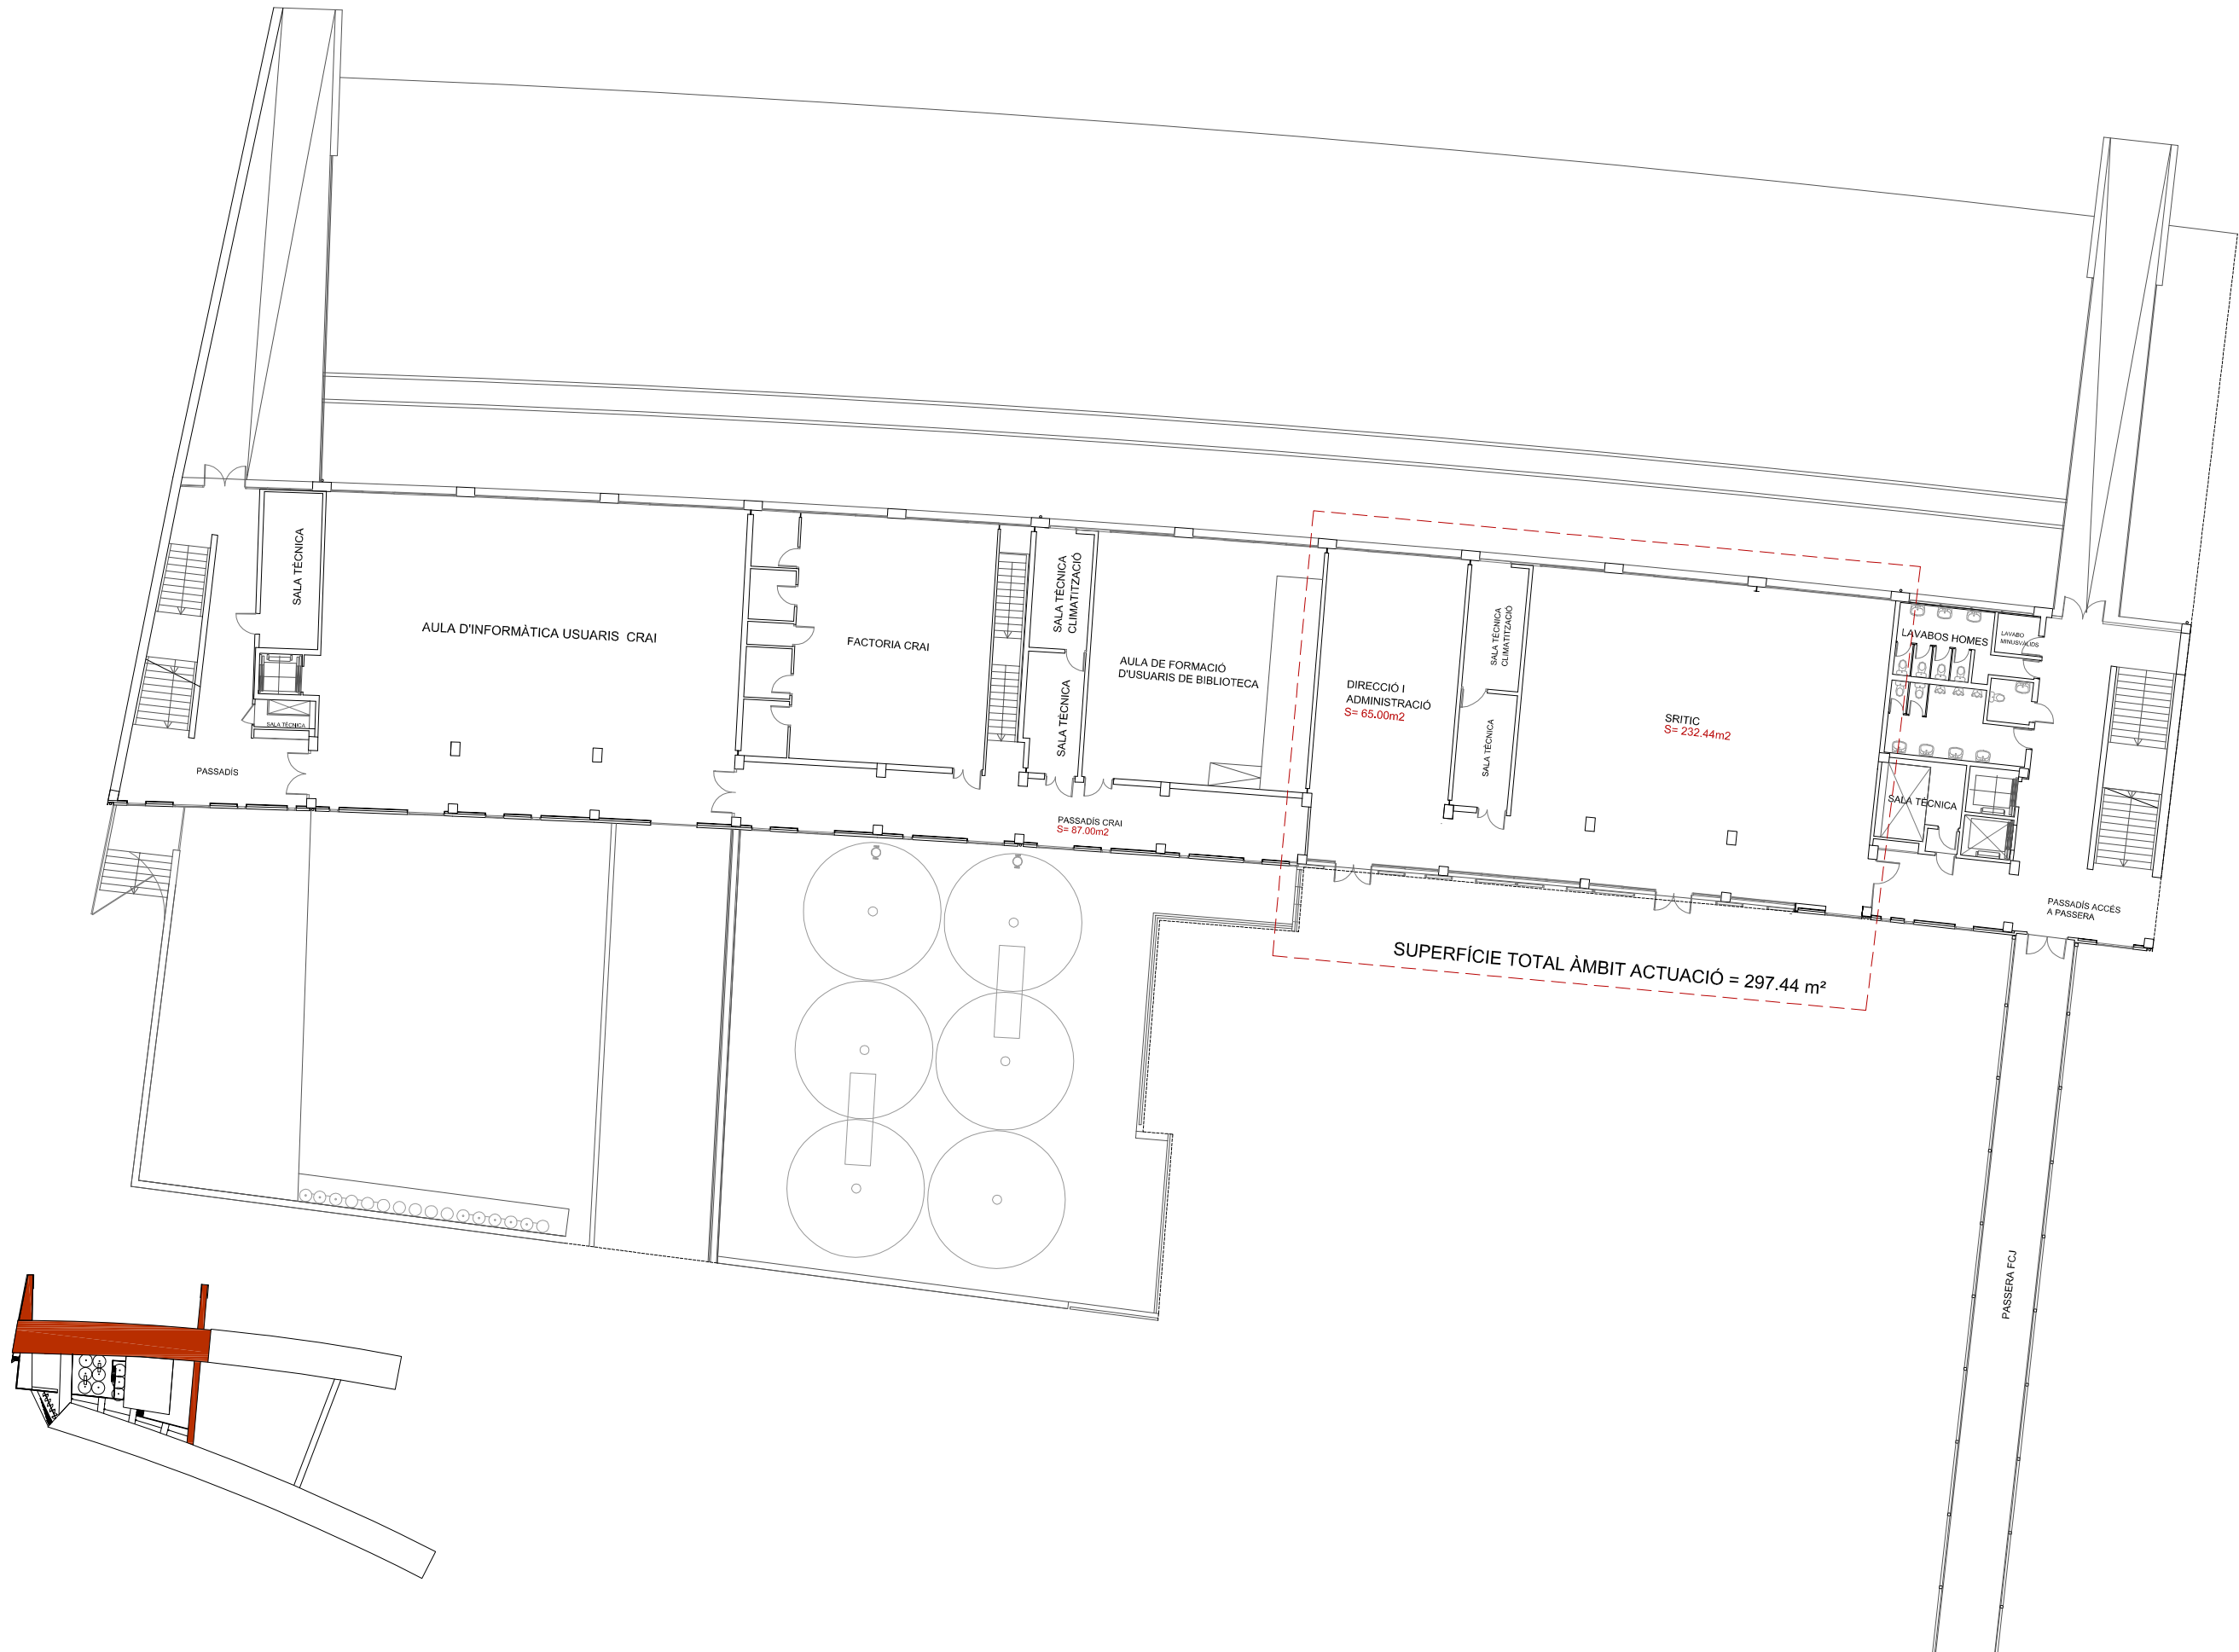 SALA TÈCNICA
AULA D'INFORMÀTICA USUARIS CRAI
SALA TÈCNICA
PASSADÍS
FACTORIA CRAI
SALA TÈCNICA
CLIMATITZACIÓ
SALA TÈCNICA
AULA DE FORMACIÓ
D'USUARIS DE BIBLIOTECA
PASSADÍS CRAI
S= 87.00m2
DIRECCIÓ I
ADMINISTRACIÓ
S= 65.00m2
SALA TÈCNICA
CLIMATITZACIÓ
SALA TÈCNICA
SRITIC
S= 232.44m2
LAVABOS HOMES
LAVABO
MINUSVÀLIDS
SALA TÈCNICA
PASSADÍS ACCÉS
A PASSERA
SUPERFÍCIE TOTAL ÀMBIT ACTUACIÓ = 297.44 m²
PASSERA FCJ